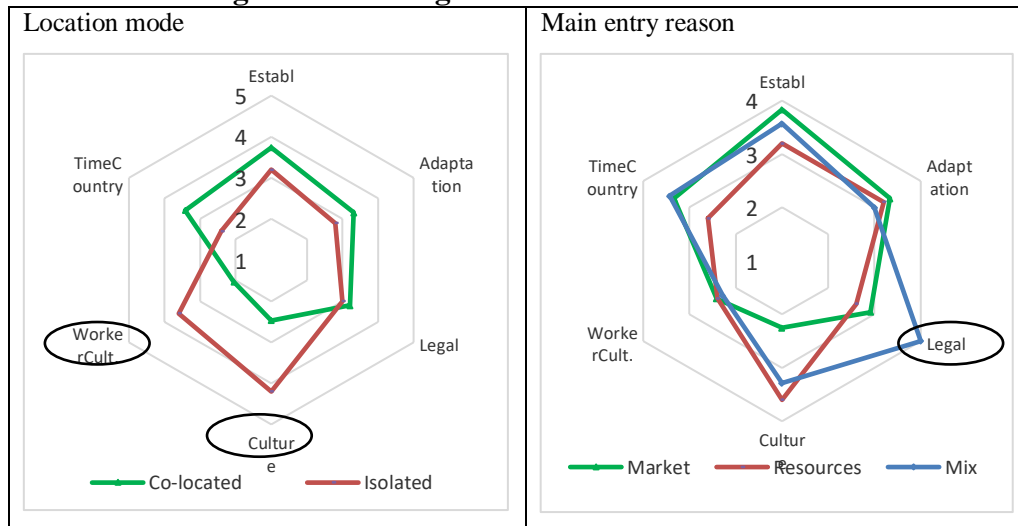 Location mode
Establ
5
4
3
2
1
TimeC
ountry
Adapta
tion
Worke
rCult.
Legal
Cultur
e
Co-located
Isolated
Main entry reason
Establ
4
3
2
1
TimeC
ountry
Adapt
ation
Worke
rCult.
Legal
Cultur
e
Market
Resources
Mix